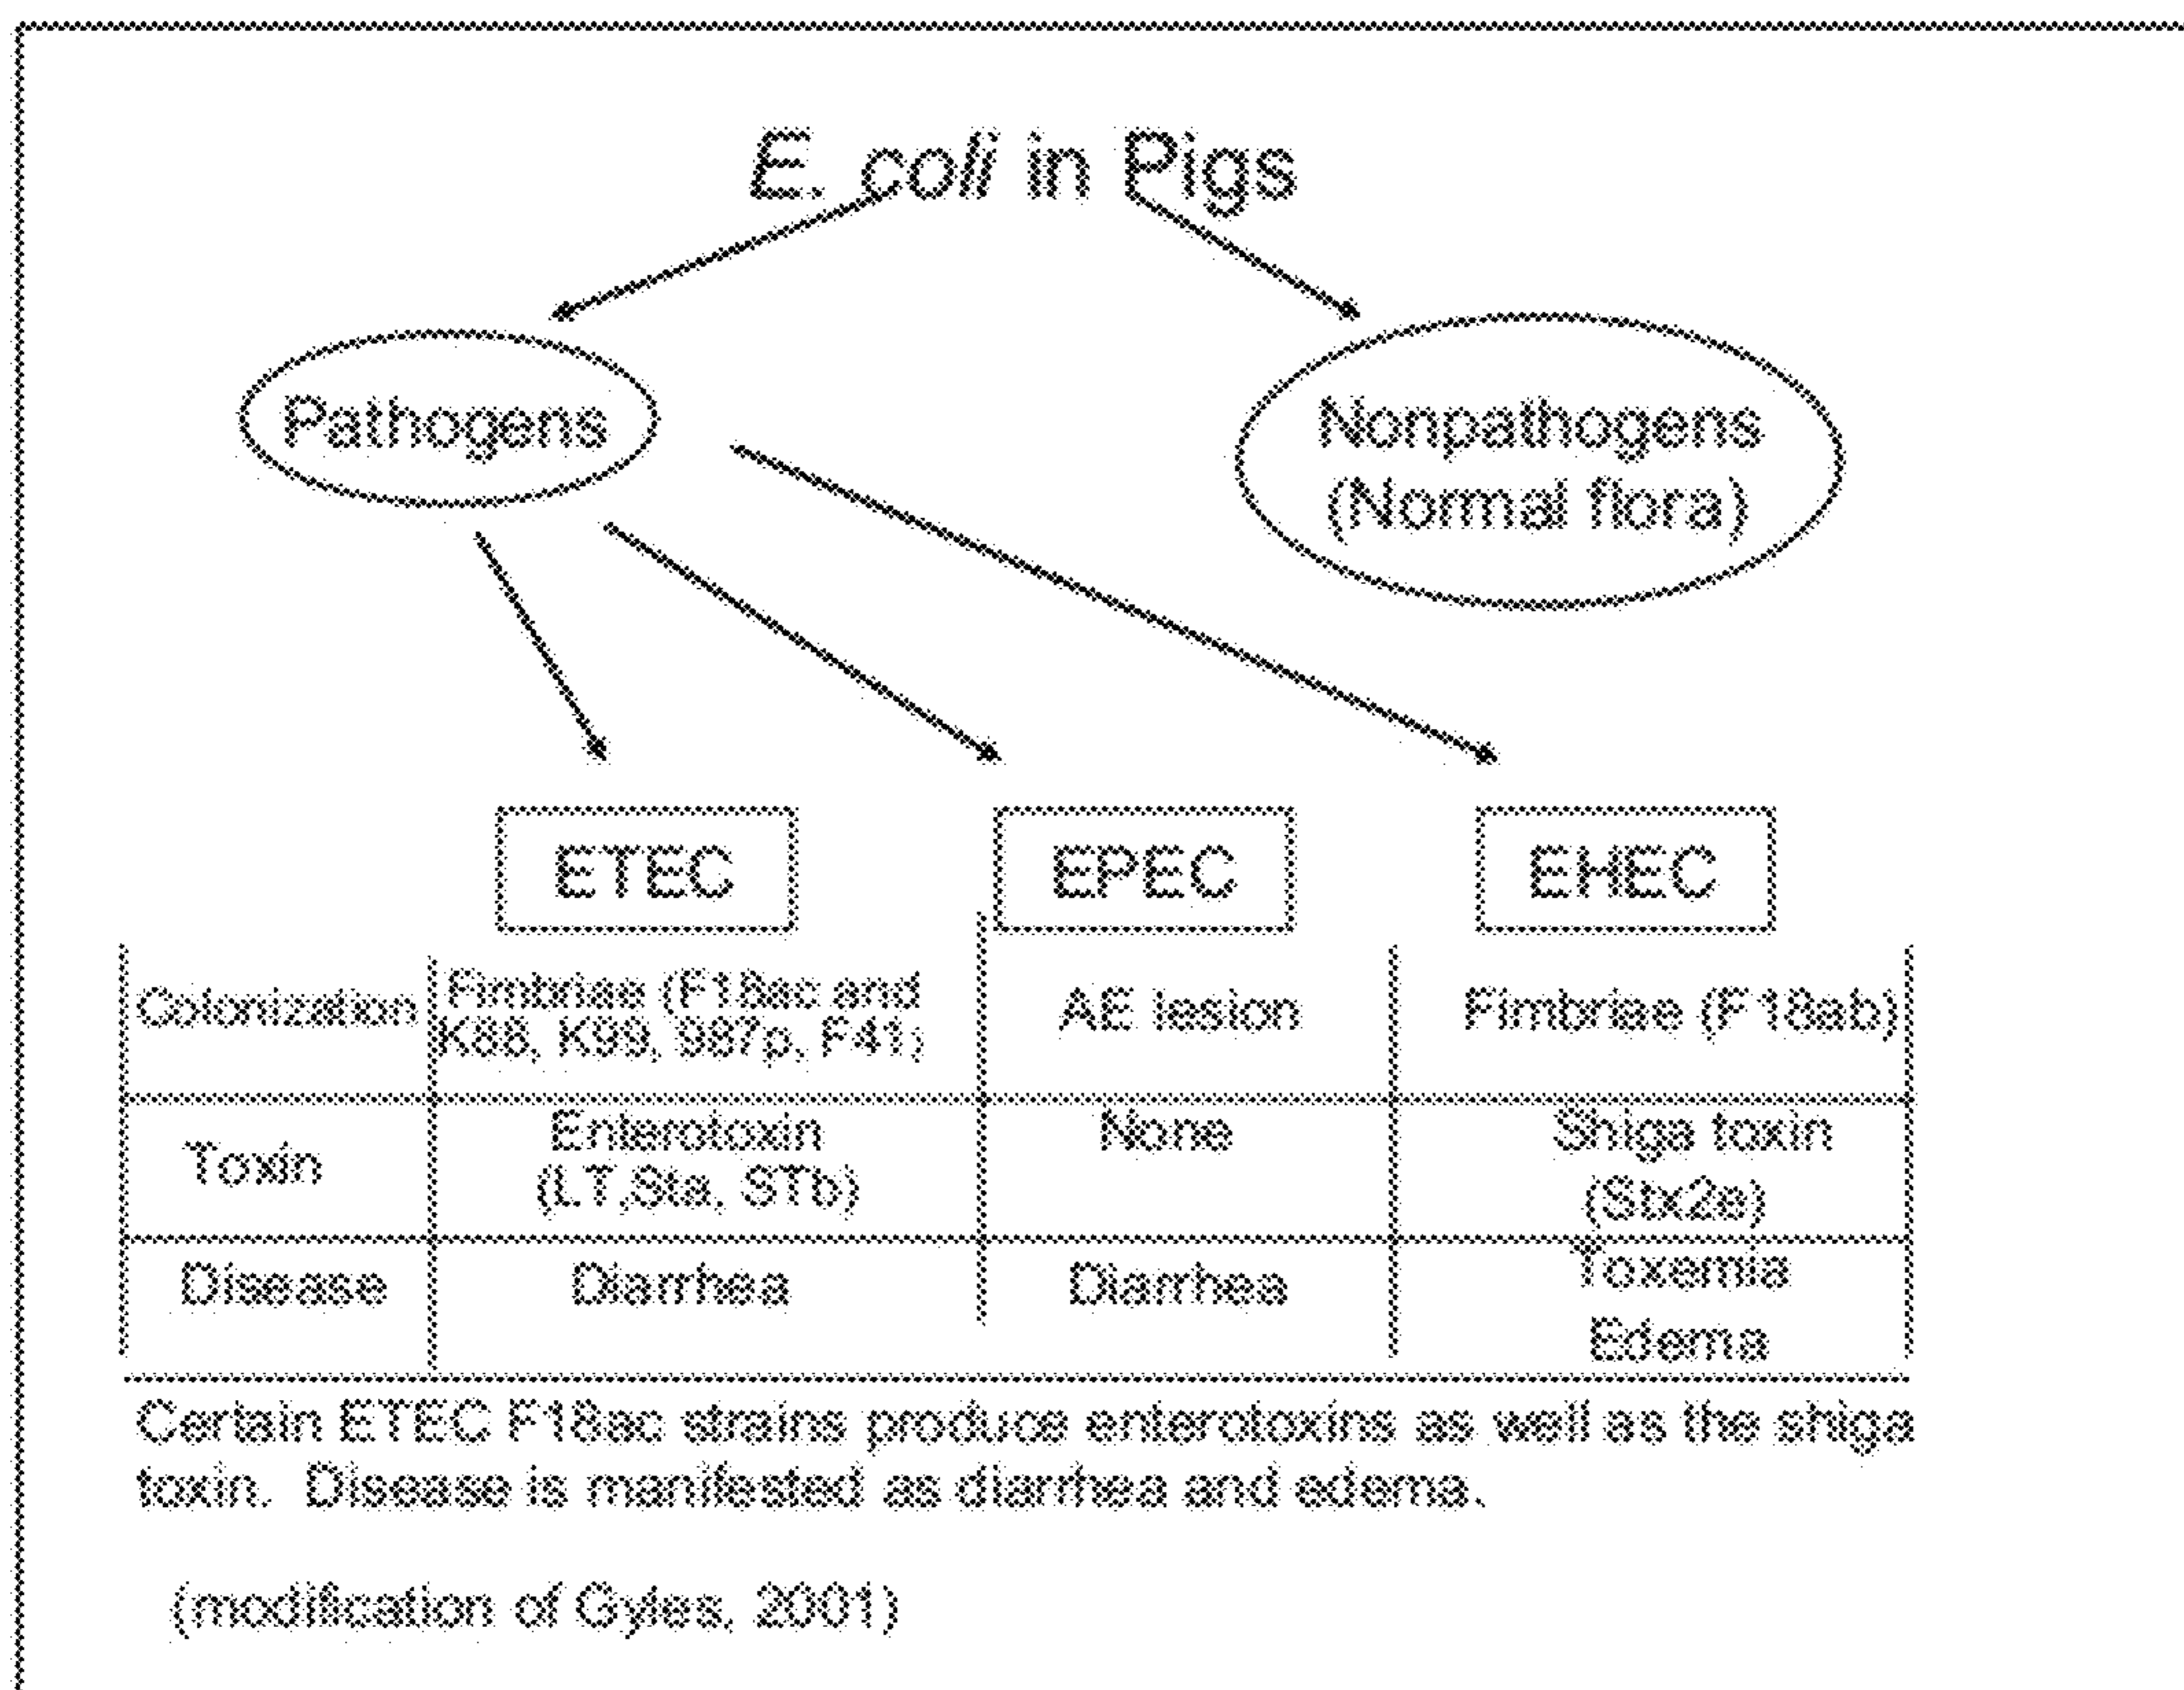 E. coli in Pigs
Pathogens
Nonpathogens
(Normal flora)
ETEC
EPEC
EHEC
Colonization
Fimbriae (F18ac and
K88, K99, 987p, F41)
AE lesion
Fimbriae (F18ab)
Toxin
Enterotoxin
(LT,Sta, STb)
None
Shiga toxin
(Stx2e)
Disease
Diarrhea
Diarrhea
Toxemia
Edema
Certain ETEC F18ac strains produce enterotoxins as well as the shiga
toxin. Disease is manifested as diarrhea and edema.
(modification of Gyles, 2001)